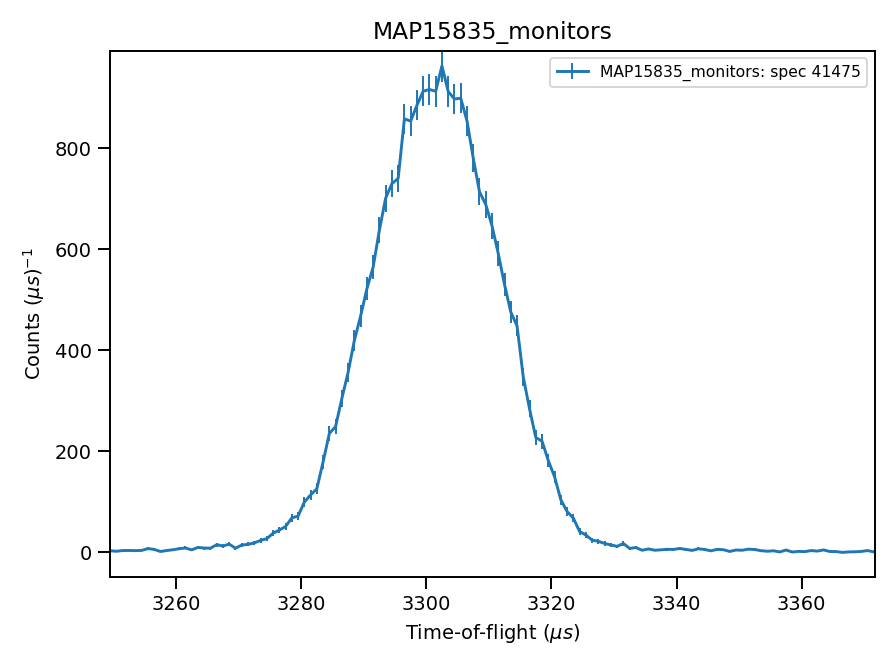 MAP15835_monitors
MAP15835_monitors: spec 41475
Counts (μs)⁻¹
800
600
400
200
0
3260 3280 3300 3320 3340 3360
Time-of-flight (μs)